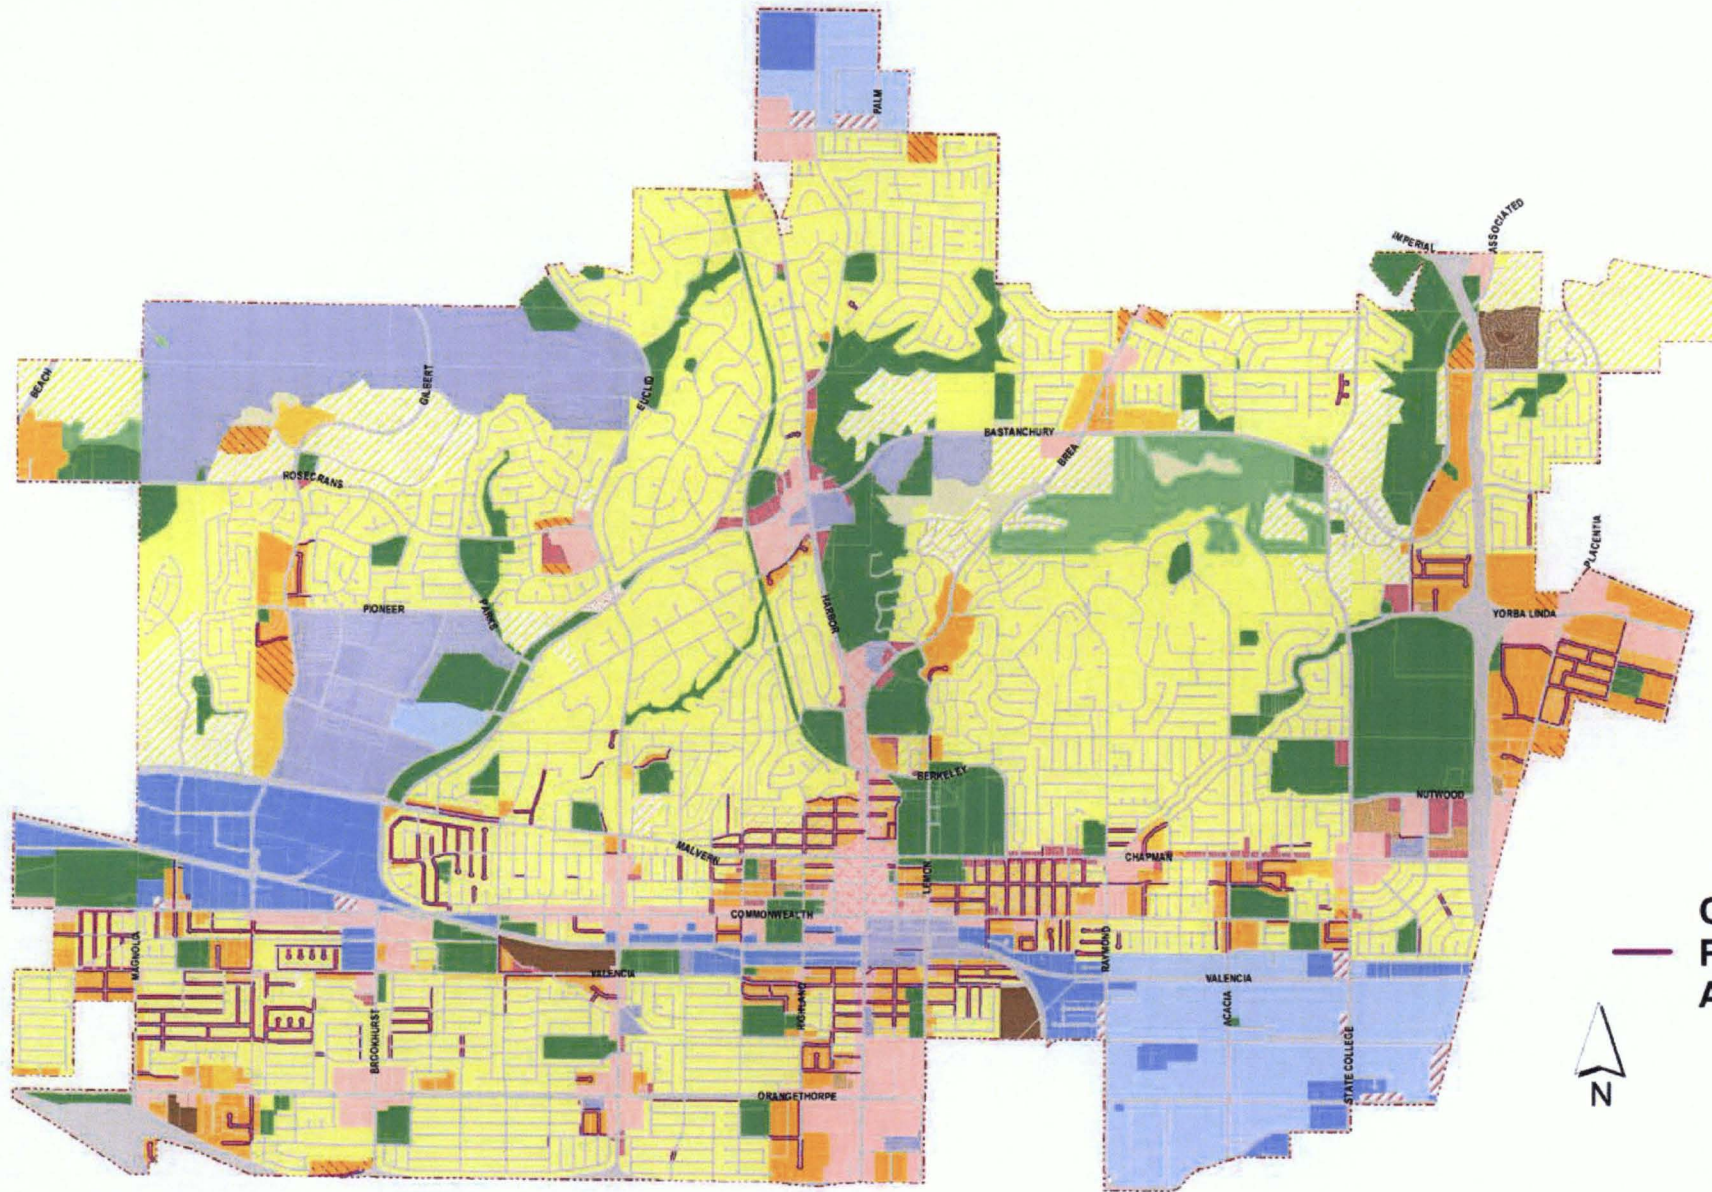 PALM
ASSOCIATED
IMPERIAL
BEACH
GILBERT
EUCLID
BASTANCHURY
BREA
ROSECRANS
PLACENTIA
PIONEER
PARKS
HARBOR
YORBA LINDA
BERKELEY
NUTWOOD
MALVERN
CHAPMAN
LEMON
COMMONWEALTH
MAGNOLIA
RAYMOND
VALENCIA
VALENCIA
HIGHLAND
ACACIA
BROOKHURST
STATE COLLEGE
ORANGETHORPE
N